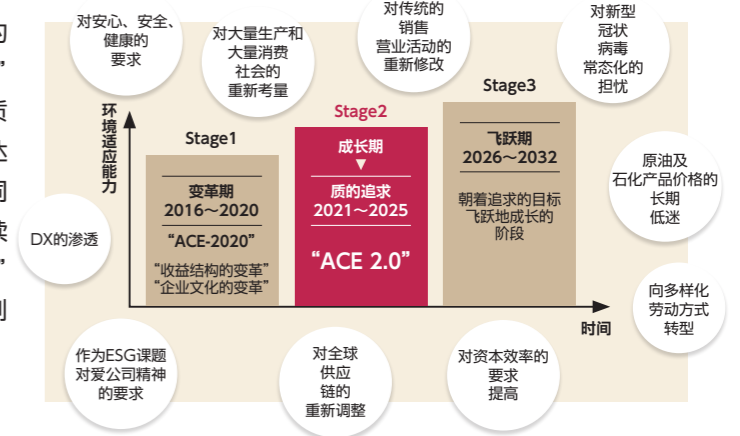 的
”
质
达
同
续
”
划
对安心、安全、
健康的
要求
对大量生产和
大量消费
社会的
重新考量
对传统的
销售
营业活动的
重新修改
对新型
冠状
病毒
常态化的
担忧
环境适应能力
Stage1
变革期
2016～2020
“ACE-2020”
“收益结构的变革”
“企业文化的变革”
Stage2
成长期
▼
质的追求
2021～2025
“ACE 2.0”
Stage3
飞跃期
2026～2032
朝着追求的目标
飞跃地成长的
阶段
时间
DX的渗透
原油及
石化产品价格的
长期
低迷
向多样化
劳动方式
转型
作为ESG课题
对爱公司精神
的要求
对全球
供应
链的
重新调整
对资本效率的
要求
提高